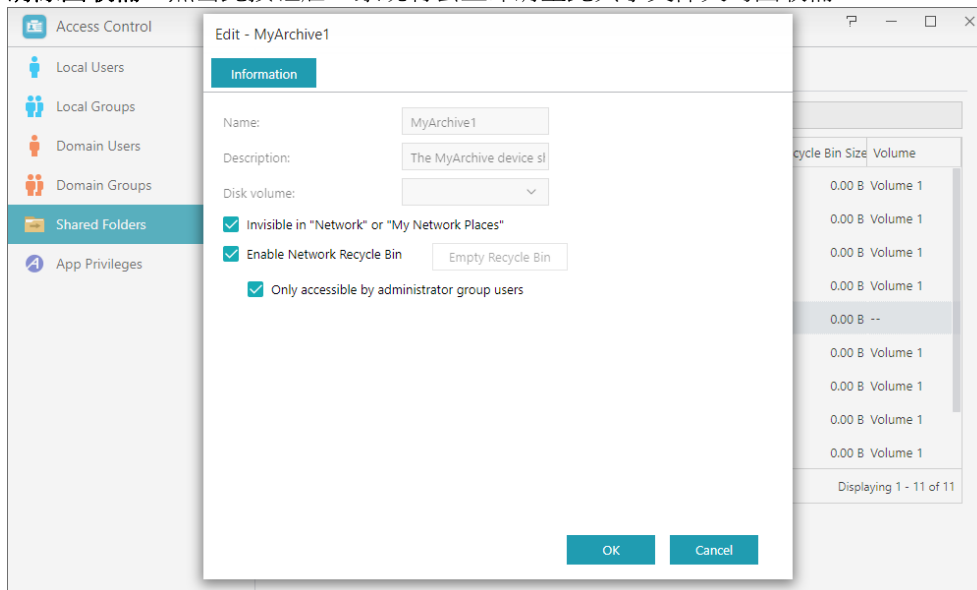 Access Control
Local Users
Local Groups
Domain Users
Domain Groups
Shared Folders
App Privileges
Edit - MyArchive1
Information
Name:
MyArchive1
Description:
The MyArchive device sl
Disk volume:
Invisible in "Network" or "My Network Places"
Enable Network Recycle Bin
Empty Recycle Bin
Only accessible by administrator group users
OK
Cancel
cycle Bin Size Volume
0.00 B Volume 1
0.00 B Volume 1
0.00 B Volume 1
0.00 B Volume 1
0.00 B --
0.00 B Volume 1
0.00 B Volume 1
0.00 B Volume 1
0.00 B Volume 1
Displaying 1 - 11 of 11